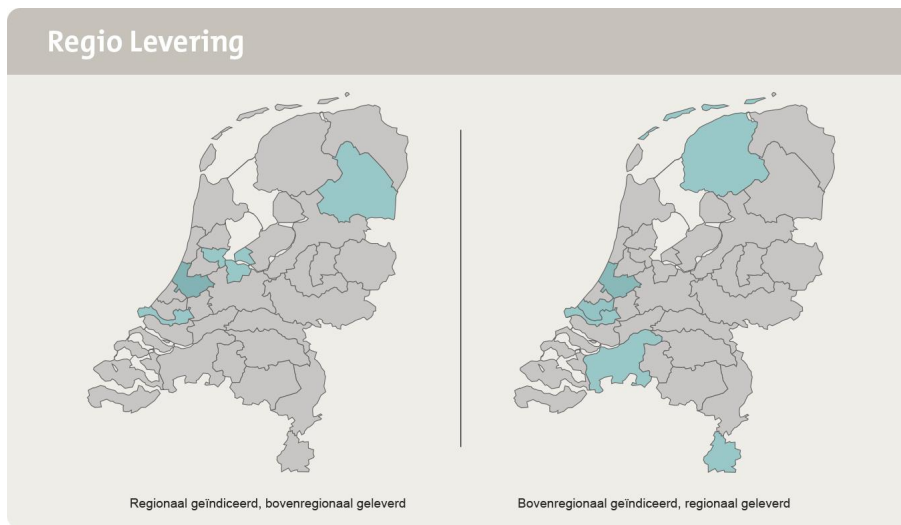 Regio Levering
Regionaal geïndiceerd, bovenregionaal geleverd
Bovenregionaal geïndiceerd, regionaal geleverd